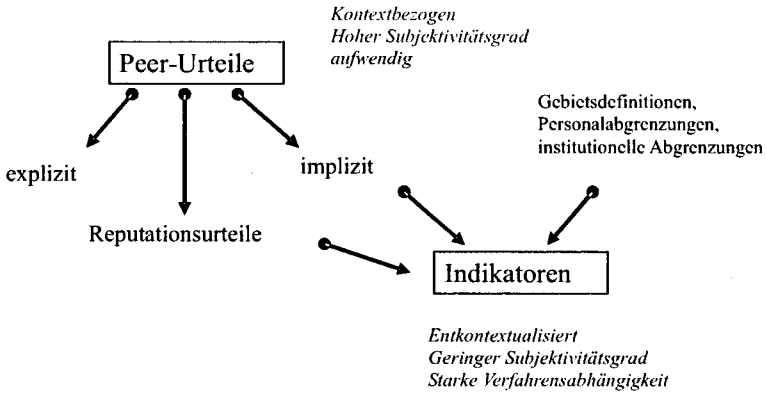 Kontextbezogen
Hoher Subjektivitätsgrad
aufwendig
Peer-Urteile
Gebietsdefinitionen,
Personalabgrenzungen,
institutionelle Abgrenzungen
explizit
implizit
Reputationsurteile
Indikatoren
Entkontextualisiert
Geringer Subjektivitätsgrad
Starke Verfahrensabhängigkeit